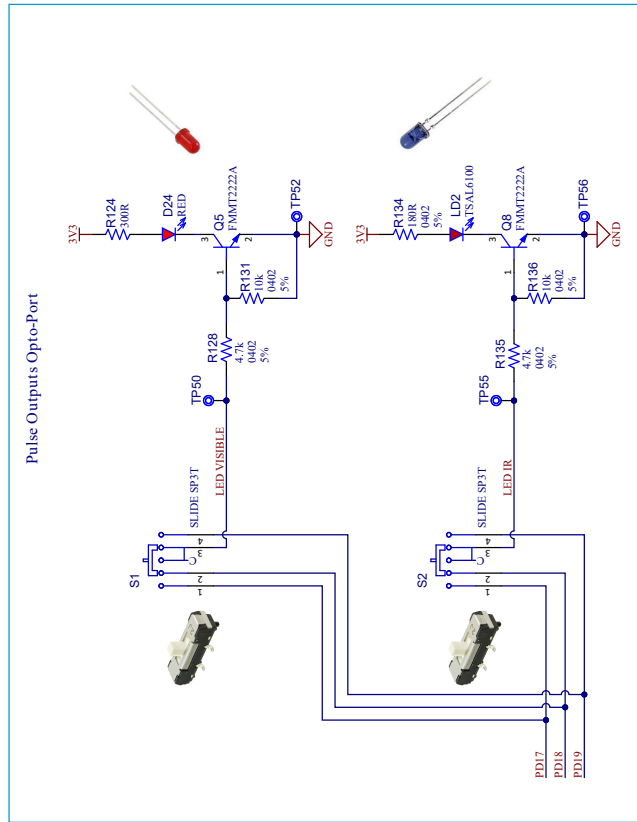 Pulse Outputs Opto-Port
3V3
R124
300R
D24
RED
3
Q5
FMMT2222A
2
1
TP52
GND
R131
10k
0402
5%
R128
4.7k
0402
5%
TP50
LED VISIBLE
SLIDE SP3T
S1
4
3
C
2
1
3V3
R134
180R
0402
5%
LD2
TSAL6100
3
Q8
FMMT2222A
2
1
TP56
GND
R136
10k
0402
5%
R135
4.7k
0402
5%
TP55
LED IR
SLIDE SP3T
S2
4
3
C
2
1
PD17
PD18
PD19